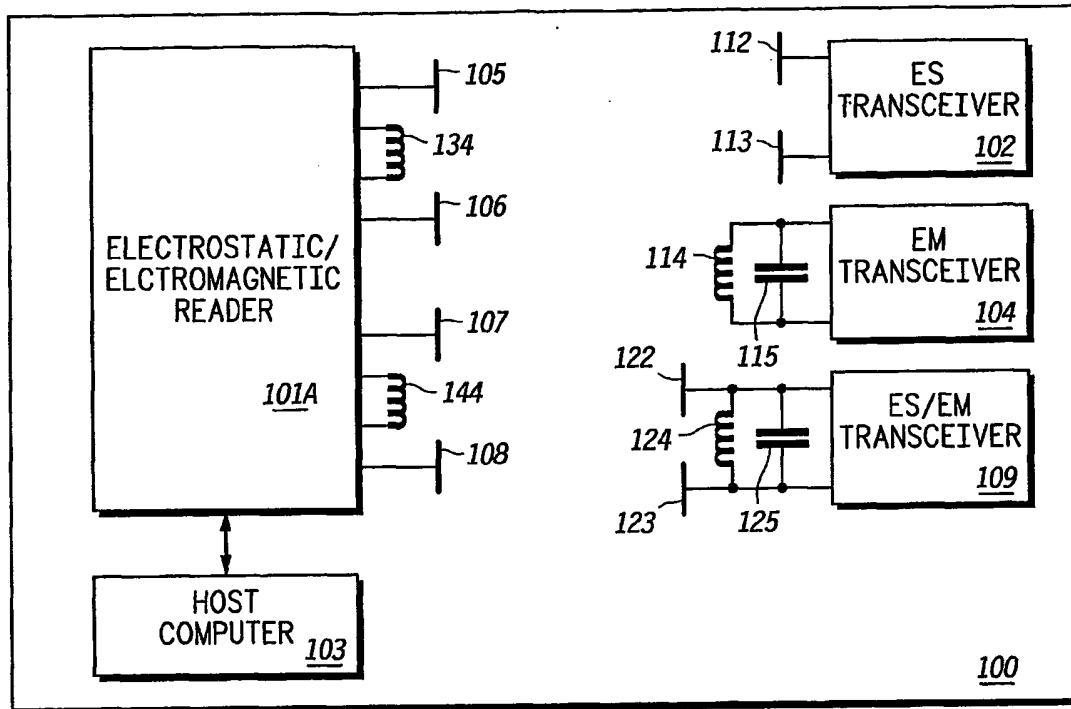 105
134
106
ELECTROSTATIC/
ELCTROMAGNETIC
READER
101A
107
144
108
HOST
COMPUTER
103
112
113
ES
TRANSCEIVER
102
114
115
EM
TRANSCEIVER
104
122
124
123
125
ES/EM
TRANSCEIVER
109
100